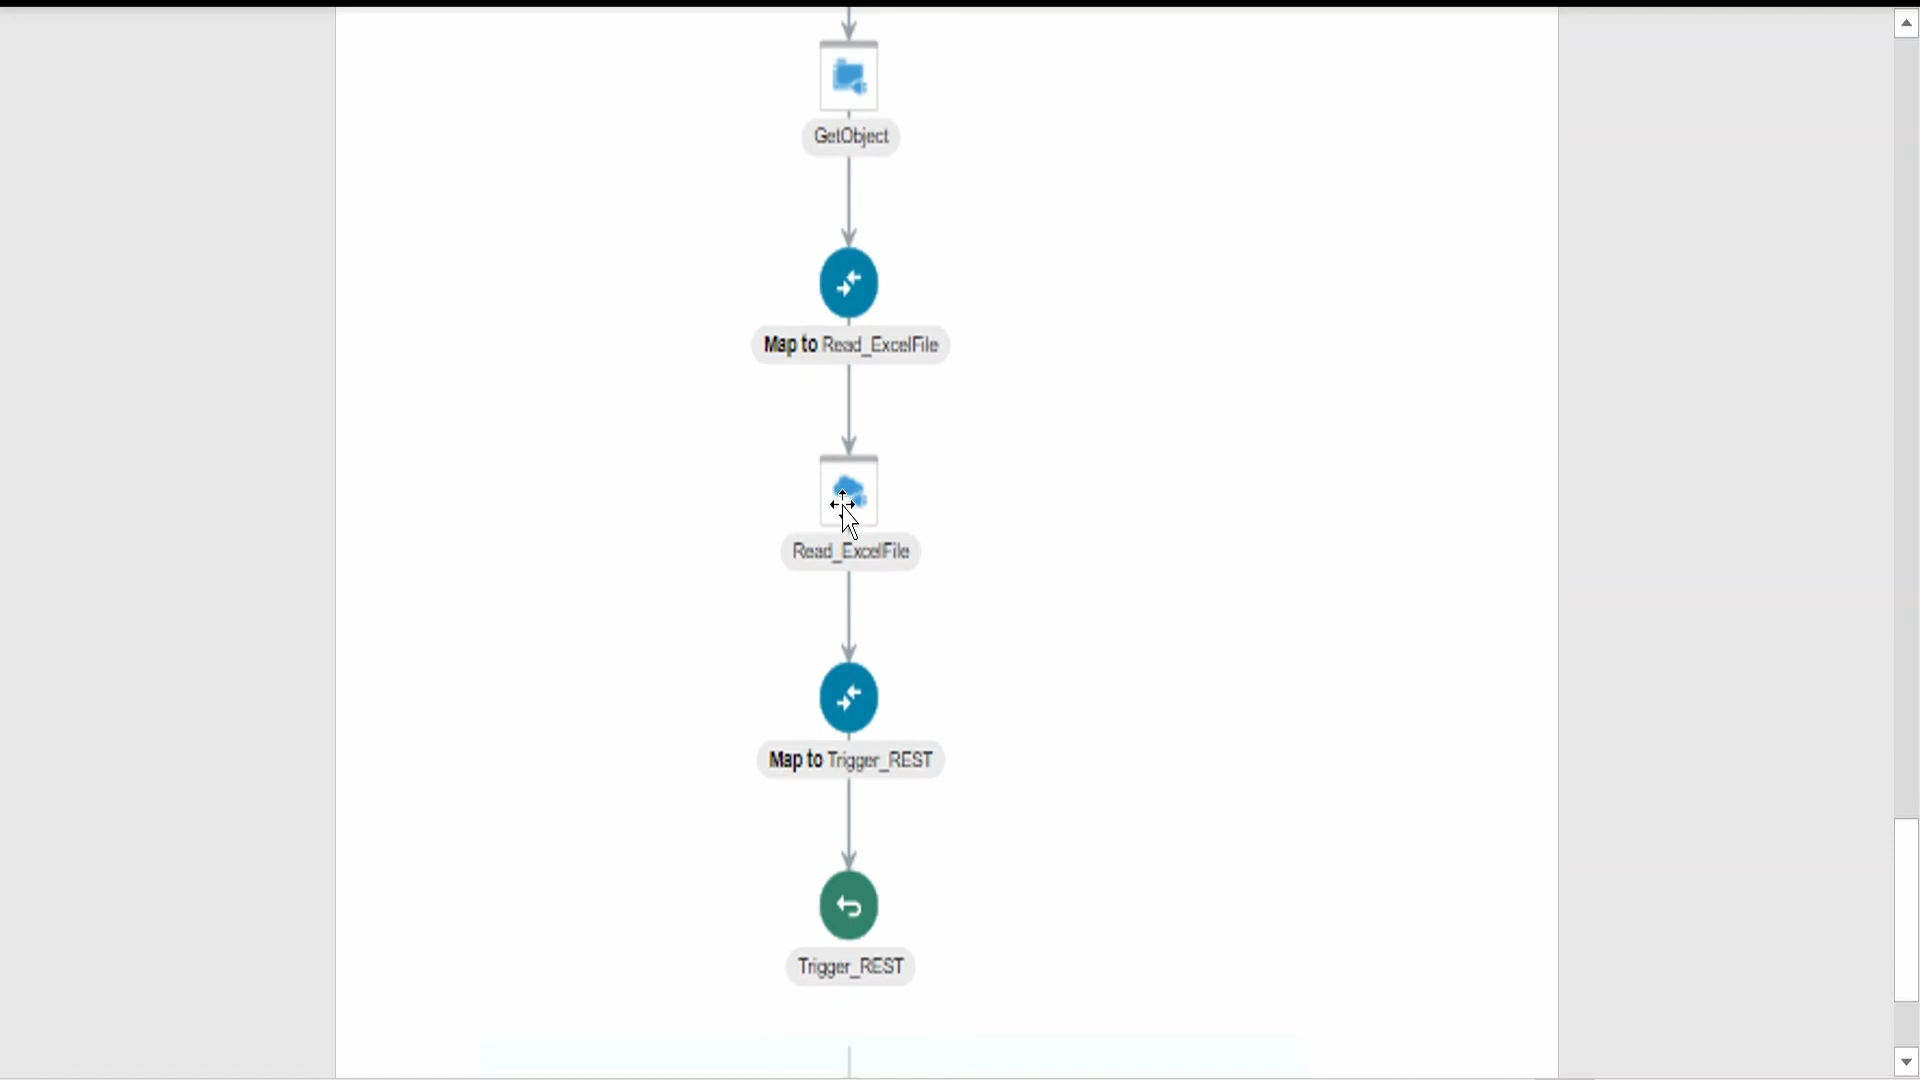 GetObject
Map to Read_ExcelFile
Read_ExcelFile
Map to Trigger_REST
Trigger_REST